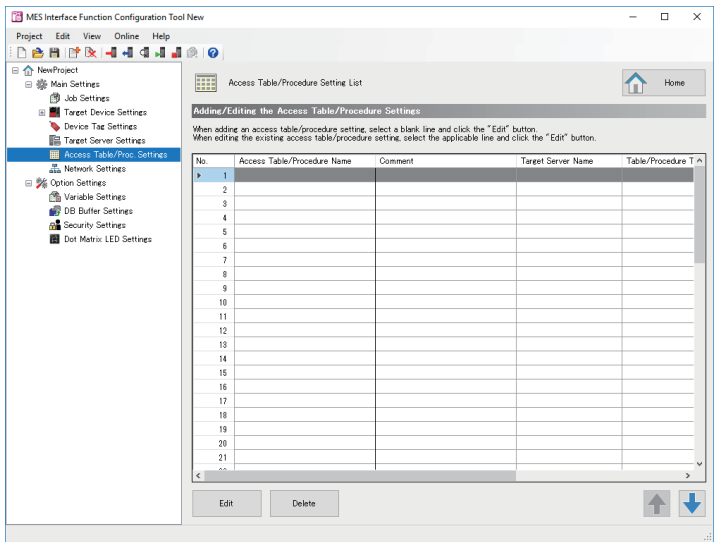 MES Interface Function Configuration Tool New
Project Edit View Online Help
NewProject
Main Settings
Job Settings
Target Device Settings
Device Tag Settings
Target Server Settings
Access Table/Proc. Settings
Network Settings
Option Settings
Variable Settings
DB Buffer Settings
Security Settings
Dot Matrix LED Settings
Access Table/Procedure Setting List
Home
Adding/Editing the Access Table/Procedure Settings
When adding an access table/procedure setting, select a blank line and click the "Edit" button.
When editing the existing access table/procedure setting, select the applicable line and click the "Edit" button.
No. Access Table/Procedure Name Comment Target Server Name Table/Procedure T
1
2
3
4
5
6
7
8
9
10
11
12
13
14
15
16
17
18
19
20
21
Edit Delete